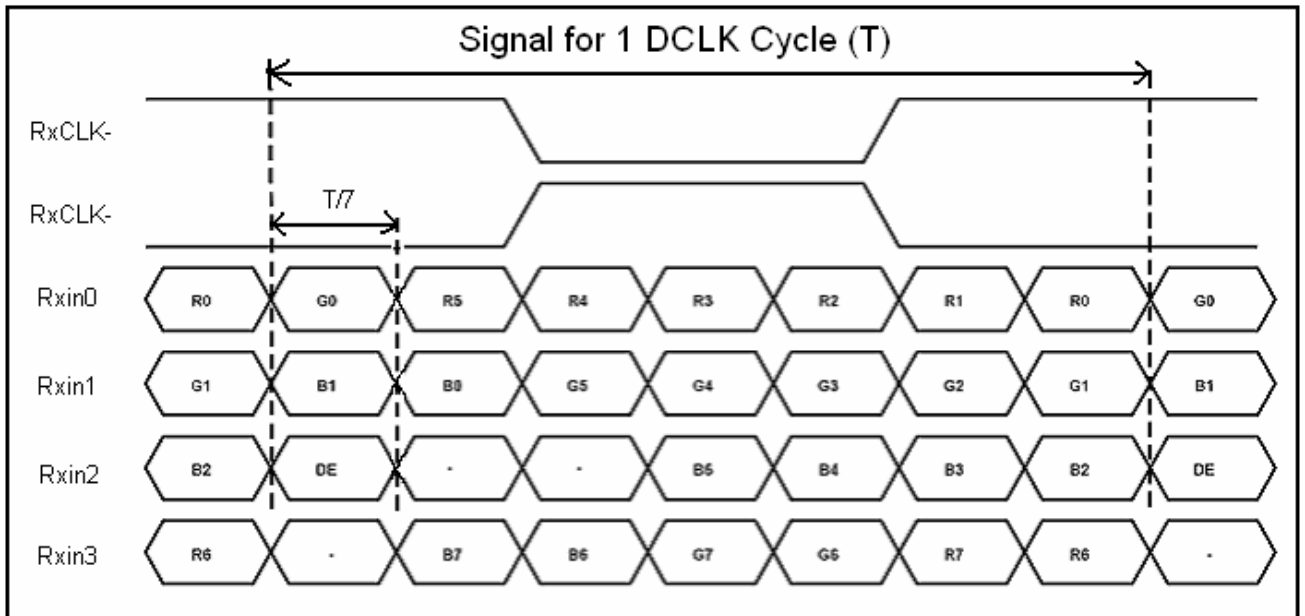 Signal for 1 DCLK Cycle (T)
RxCLK-
T/7
RxCLK-
Rxin0 R0 G0 R5 R4 R3 R2 R1 R0 G0
Rxin1 G1 B1 B0 G5 G4 G3 G2 G1 B1
Rxin2 B2 DE - - B5 B4 B3 B2 DE
Rxin3 R6 - B7 B6 G7 G6 R7 R6 -